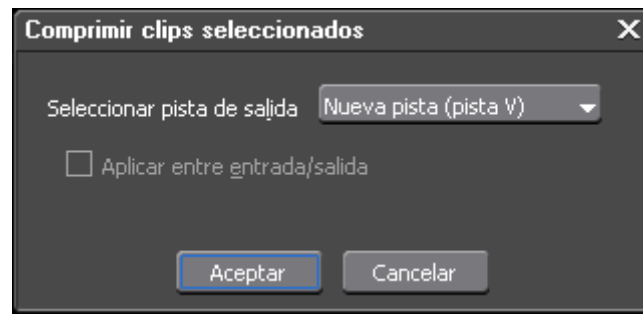 Comprimir clips seleccionados
Seleccionar pista de salida Nueva pista (pista V)
Aplicar entre entrada/salida
Aceptar Cancelar